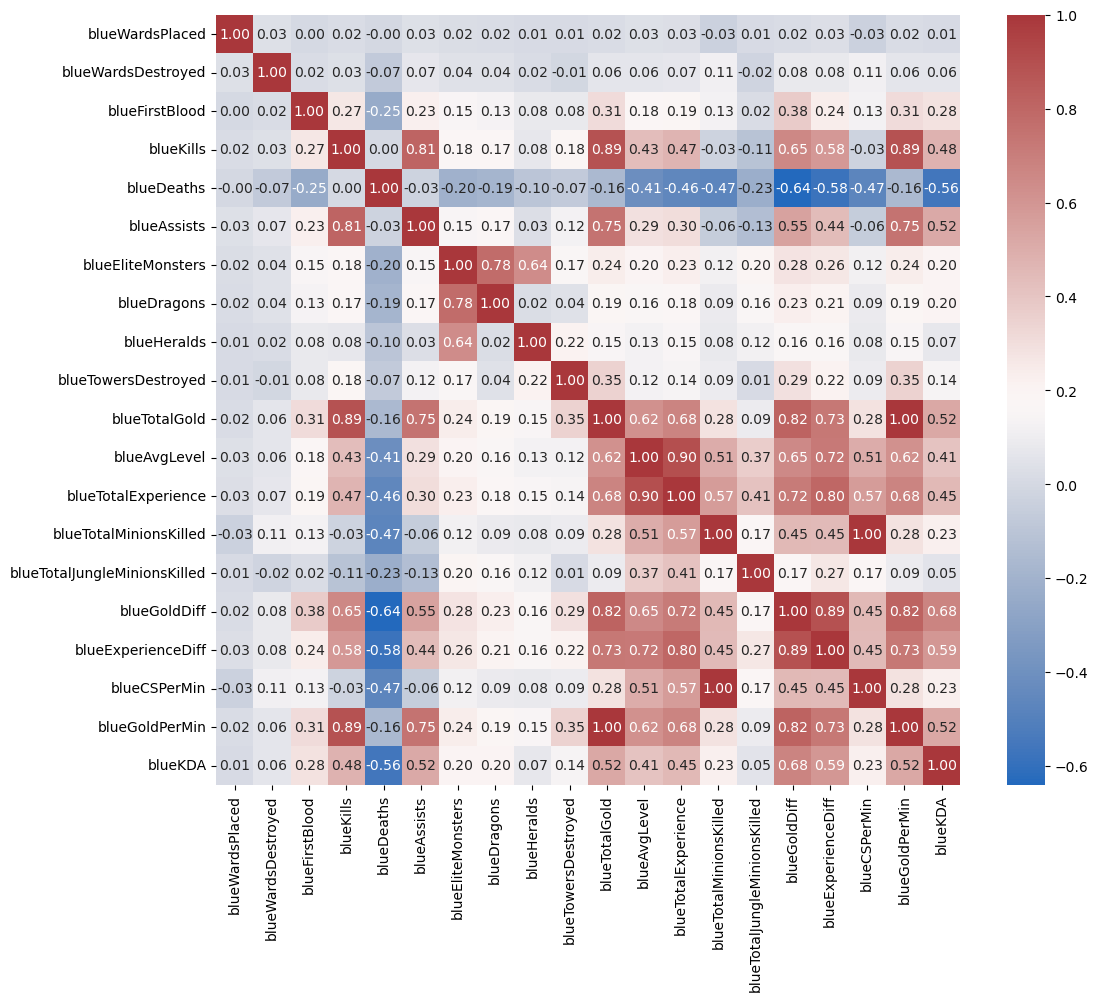 blueWardsPlaced 1.00 0.03 0.00 0.02 -0.00 0.03 0.02 0.02 0.01 0.01 0.02 0.03 0.03 -0.03 0.01 0.02 0.03 -0.03 0.02 0.01
blueWardsDestroyed 0.03 1.00 0.02 0.03 -0.07 0.07 0.04 0.04 0.02 -0.01 0.06 0.06 0.07 0.11 -0.02 0.08 0.08 0.11 0.06 0.06
blueFirstBlood 0.00 0.02 1.00 0.27 -0.25 0.23 0.15 0.13 0.08 0.08 0.31 0.18 0.19 0.13 0.02 0.38 0.24 0.13 0.31 0.28
blueKills 0.02 0.03 0.27 1.00 0.00 0.81 0.18 0.17 0.08 0.18 0.89 0.43 0.47 -0.03 -0.11 0.65 0.58 -0.03 0.89 0.48
blueDeaths -0.00 -0.07 -0.25 0.00 1.00 -0.03 -0.20 -0.19 -0.10 -0.07 -0.16 -0.41 -0.46 -0.47 -0.23 -0.64 -0.58 -0.47 -0.16 -0.56
blueAssists 0.03 0.07 0.23 0.81 -0.03 1.00 0.15 0.17 0.03 0.12 0.75 0.29 0.30 -0.06 -0.13 0.55 0.44 -0.06 0.75 0.52
blueEliteMonsters 0.02 0.04 0.15 0.18 -0.20 0.15 1.00 0.78 0.64 0.17 0.24 0.20 0.23 0.12 0.20 0.28 0.26 0.12 0.24 0.20
blueDragons 0.02 0.04 0.13 0.17 -0.19 0.17 0.78 1.00 0.02 0.04 0.19 0.16 0.18 0.09 0.16 0.23 0.21 0.09 0.19 0.20
blueHeralds 0.01 0.02 0.08 0.08 -0.10 0.03 0.64 0.02 1.00 0.22 0.15 0.13 0.15 0.08 0.12 0.16 0.16 0.08 0.15 0.07
blueTowersDestroyed 0.01 -0.01 0.08 0.18 -0.07 0.12 0.17 0.04 0.22 1.00 0.35 0.12 0.14 0.09 0.01 0.29 0.22 0.09 0.35 0.14
blueTotalGold 0.02 0.06 0.31 0.89 -0.16 0.75 0.24 0.19 0.15 0.35 1.00 0.62 0.68 0.28 0.09 0.82 0.73 0.28 1.00 0.52
blueAvgLevel 0.03 0.06 0.18 0.43 -0.41 0.29 0.20 0.16 0.13 0.12 0.62 1.00 0.90 0.51 0.37 0.65 0.72 0.51 0.62 0.41
blueTotalExperience 0.03 0.07 0.19 0.47 -0.46 0.30 0.23 0.18 0.15 0.14 0.68 0.90 1.00 0.57 0.41 0.72 0.80 0.57 0.68 0.45
blueTotalMinionsKilled -0.03 0.11 0.13 -0.03 -0.47 -0.06 0.12 0.09 0.08 0.09 0.28 0.51 0.57 1.00 0.17 0.45 0.45 1.00 0.28 0.23
blueTotalJungleMinionsKilled 0.01 -0.02 0.02 -0.11 -0.23 -0.13 0.20 0.16 0.12 0.01 0.09 0.37 0.41 0.17 1.00 0.17 0.27 0.17 0.09 0.05
blueGoldDiff 0.02 0.08 0.38 0.65 -0.64 0.55 0.28 0.23 0.16 0.29 0.82 0.65 0.72 0.45 0.17 1.00 0.89 0.45 0.82 0.68
blueExperienceDiff 0.03 0.08 0.24 0.58 -0.58 0.44 0.26 0.21 0.16 0.22 0.73 0.72 0.80 0.45 0.27 0.89 1.00 0.45 0.73 0.59
blueCSPerMin -0.03 0.11 0.13 -0.03 -0.47 -0.06 0.12 0.09 0.08 0.09 0.28 0.51 0.57 1.00 0.17 0.45 0.45 1.00 0.28 0.23
blueGoldPerMin 0.02 0.06 0.31 0.89 -0.16 0.75 0.24 0.19 0.15 0.35 1.00 0.62 0.68 0.28 0.09 0.82 0.73 0.28 1.00 0.52
blueKDA 0.01 0.06 0.28 0.48 -0.56 0.52 0.20 0.20 0.07 0.14 0.52 0.41 0.45 0.23 0.05 0.68 0.59 0.23 0.52 1.00
blueWardsPlaced
blueWardsDestroyed
blueFirstBlood
blueKills
blueDeaths
blueAssists
blueEliteMonsters
blueDragons
blueHeralds
blueTowersDestroyed
blueTotalGold
blueAvgLevel
blueTotalExperience
blueTotalMinionsKilled
blueTotalJungleMinionsKilled
blueGoldDiff
blueExperienceDiff
blueCSPerMin
blueGoldPerMin
blueKDA
1.0
0.8
0.6
0.4
0.2
0.0
−0.2
−0.4
−0.6